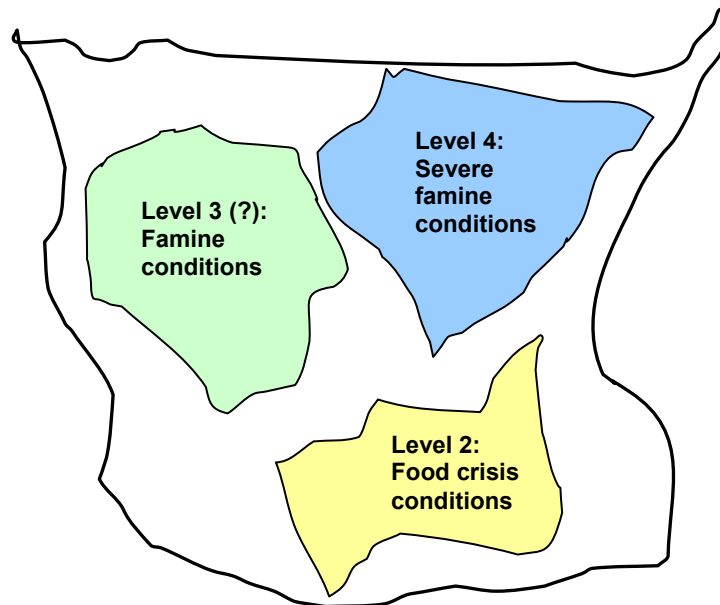 Level 4:
Severe
famine
conditions
Level 3 (?):
Famine
conditions
Level 2:
Food crisis
conditions